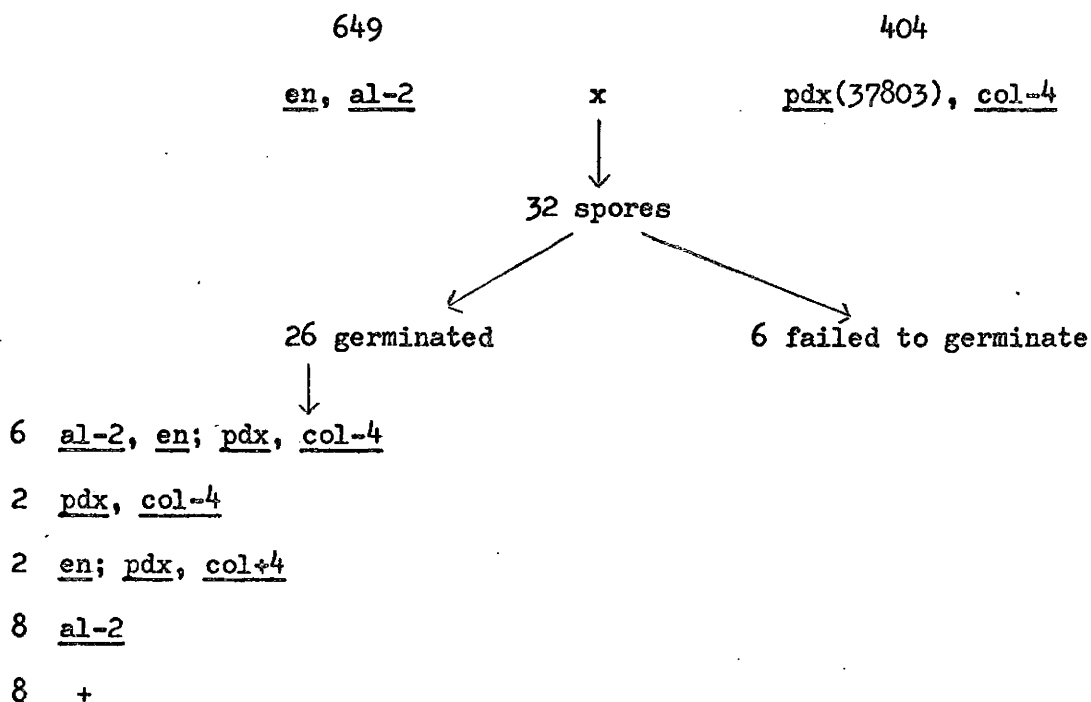 649 404
en, al-2 x pdx(37803), col-4
32 spores
26 germinated 6 failed to germinate
6 al-2, en; pdx, col-4
2 pdx, col-4
2 en; pdx, col+4
8 al-2
8 +